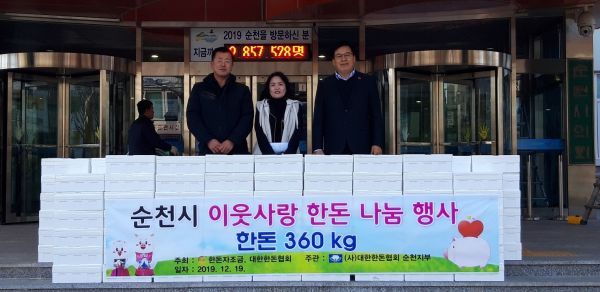 2019 순천을 방문하신 분
지금까
0,857,528명
순천시 이웃사랑 한돈 나눔 행사
한돈 360 kg
주최 : 한돈자조금, 대한한돈협회 주관 : (사)대한한돈협회 순천지부
일자 : 2019. 12. 19.